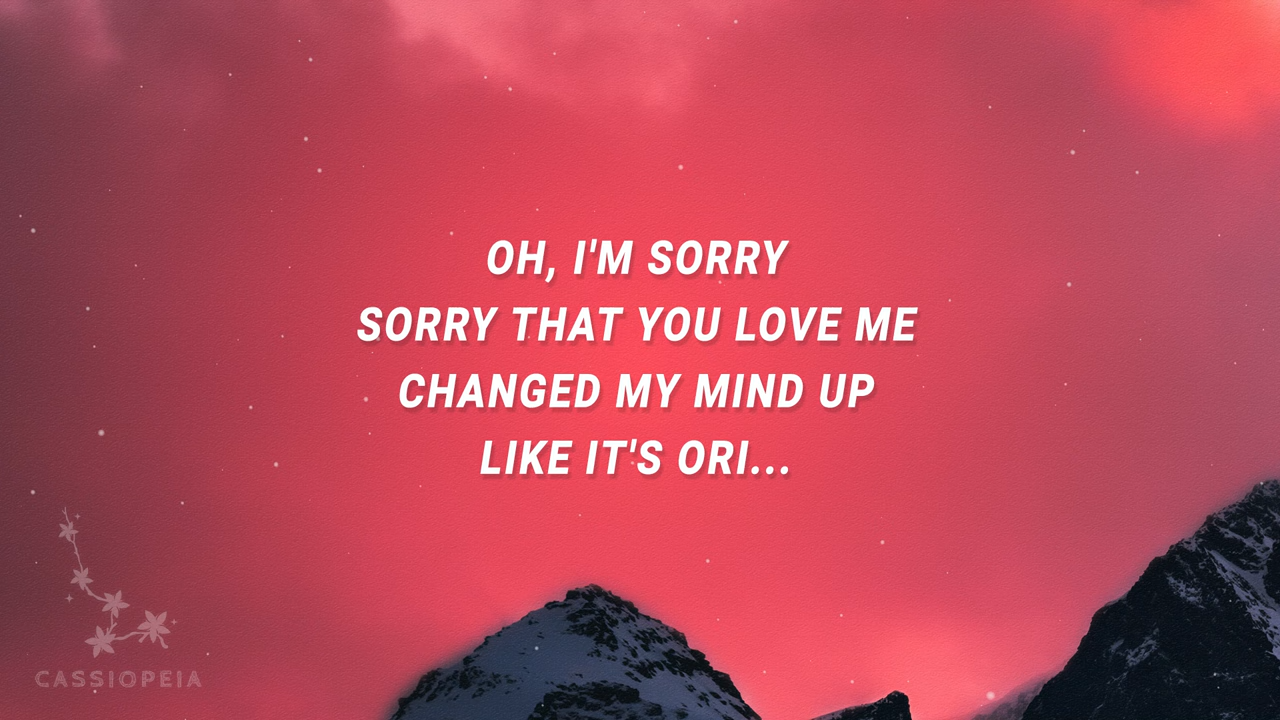 OH, I'M SORRY
SORRY THAT YOU LOVE ME
CHANGED MY MIND UP
LIKE IT'S ORI...
CASSIOPEIA